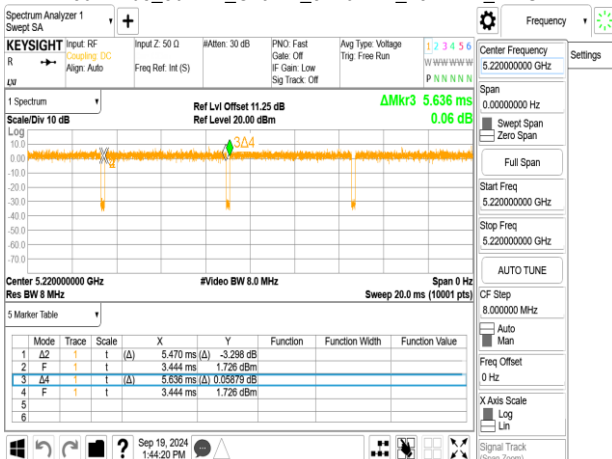 Spectrum Analyzer 1
Swept SA
Frequency
KEYSIGHT Input: RF Input Z: 50 Ω #Atten: 30 dB PNO: Fast Avg Type: Voltage 1 2 3 4 5 6
R Coupling: DC Gate: Off Trig: Free Run W W W W W W
Align: Auto Freq Ref: Int (S) IF Gain: Low
Sig Track: Off P N N N N N
Center Frequency
5.220000000 GHz
Settings
Span
0.00000000 Hz
Swept Span
Zero Span
Full Span
Start Freq
5.220000000 GHz
Stop Freq
5.220000000 GHz
AUTO TUNE
CF Step
8.000000 MHz
Auto
Man
Freq Offset
0 Hz
X Axis Scale
Log
Lin
Signal Track
(Span Zoom)
1 Spectrum Ref Lvl Offset 11.25 dB ΔMkr3 5.636 ms
Scale/Div 10 dB Ref Level 20.00 dBm 0.06 dB
Log
10.0
0.00
-10.0
-20.0
-30.0
-40.0
-50.0
-60.0
-70.0
3Δ4
Center 5.220000000 GHz #Video BW 8.0 MHz Span 0 Hz
Res BW 8 MHz Sweep 20.0 ms (10001 pts)
5 Marker Table
Mode Trace Scale X Y Function Function Width Function Value
1 Δ2 1 t (Δ) 5.470 ms (Δ) -3.298 dB
2 F 1 t 3.444 ms 1.726 dBm
3 Δ4 1 t (Δ) 5.636 ms (Δ) 0.05879 dB
4 F 1 t 3.444 ms 1.726 dBm
5
6
? Sep 19, 2024
1:44:20 PM